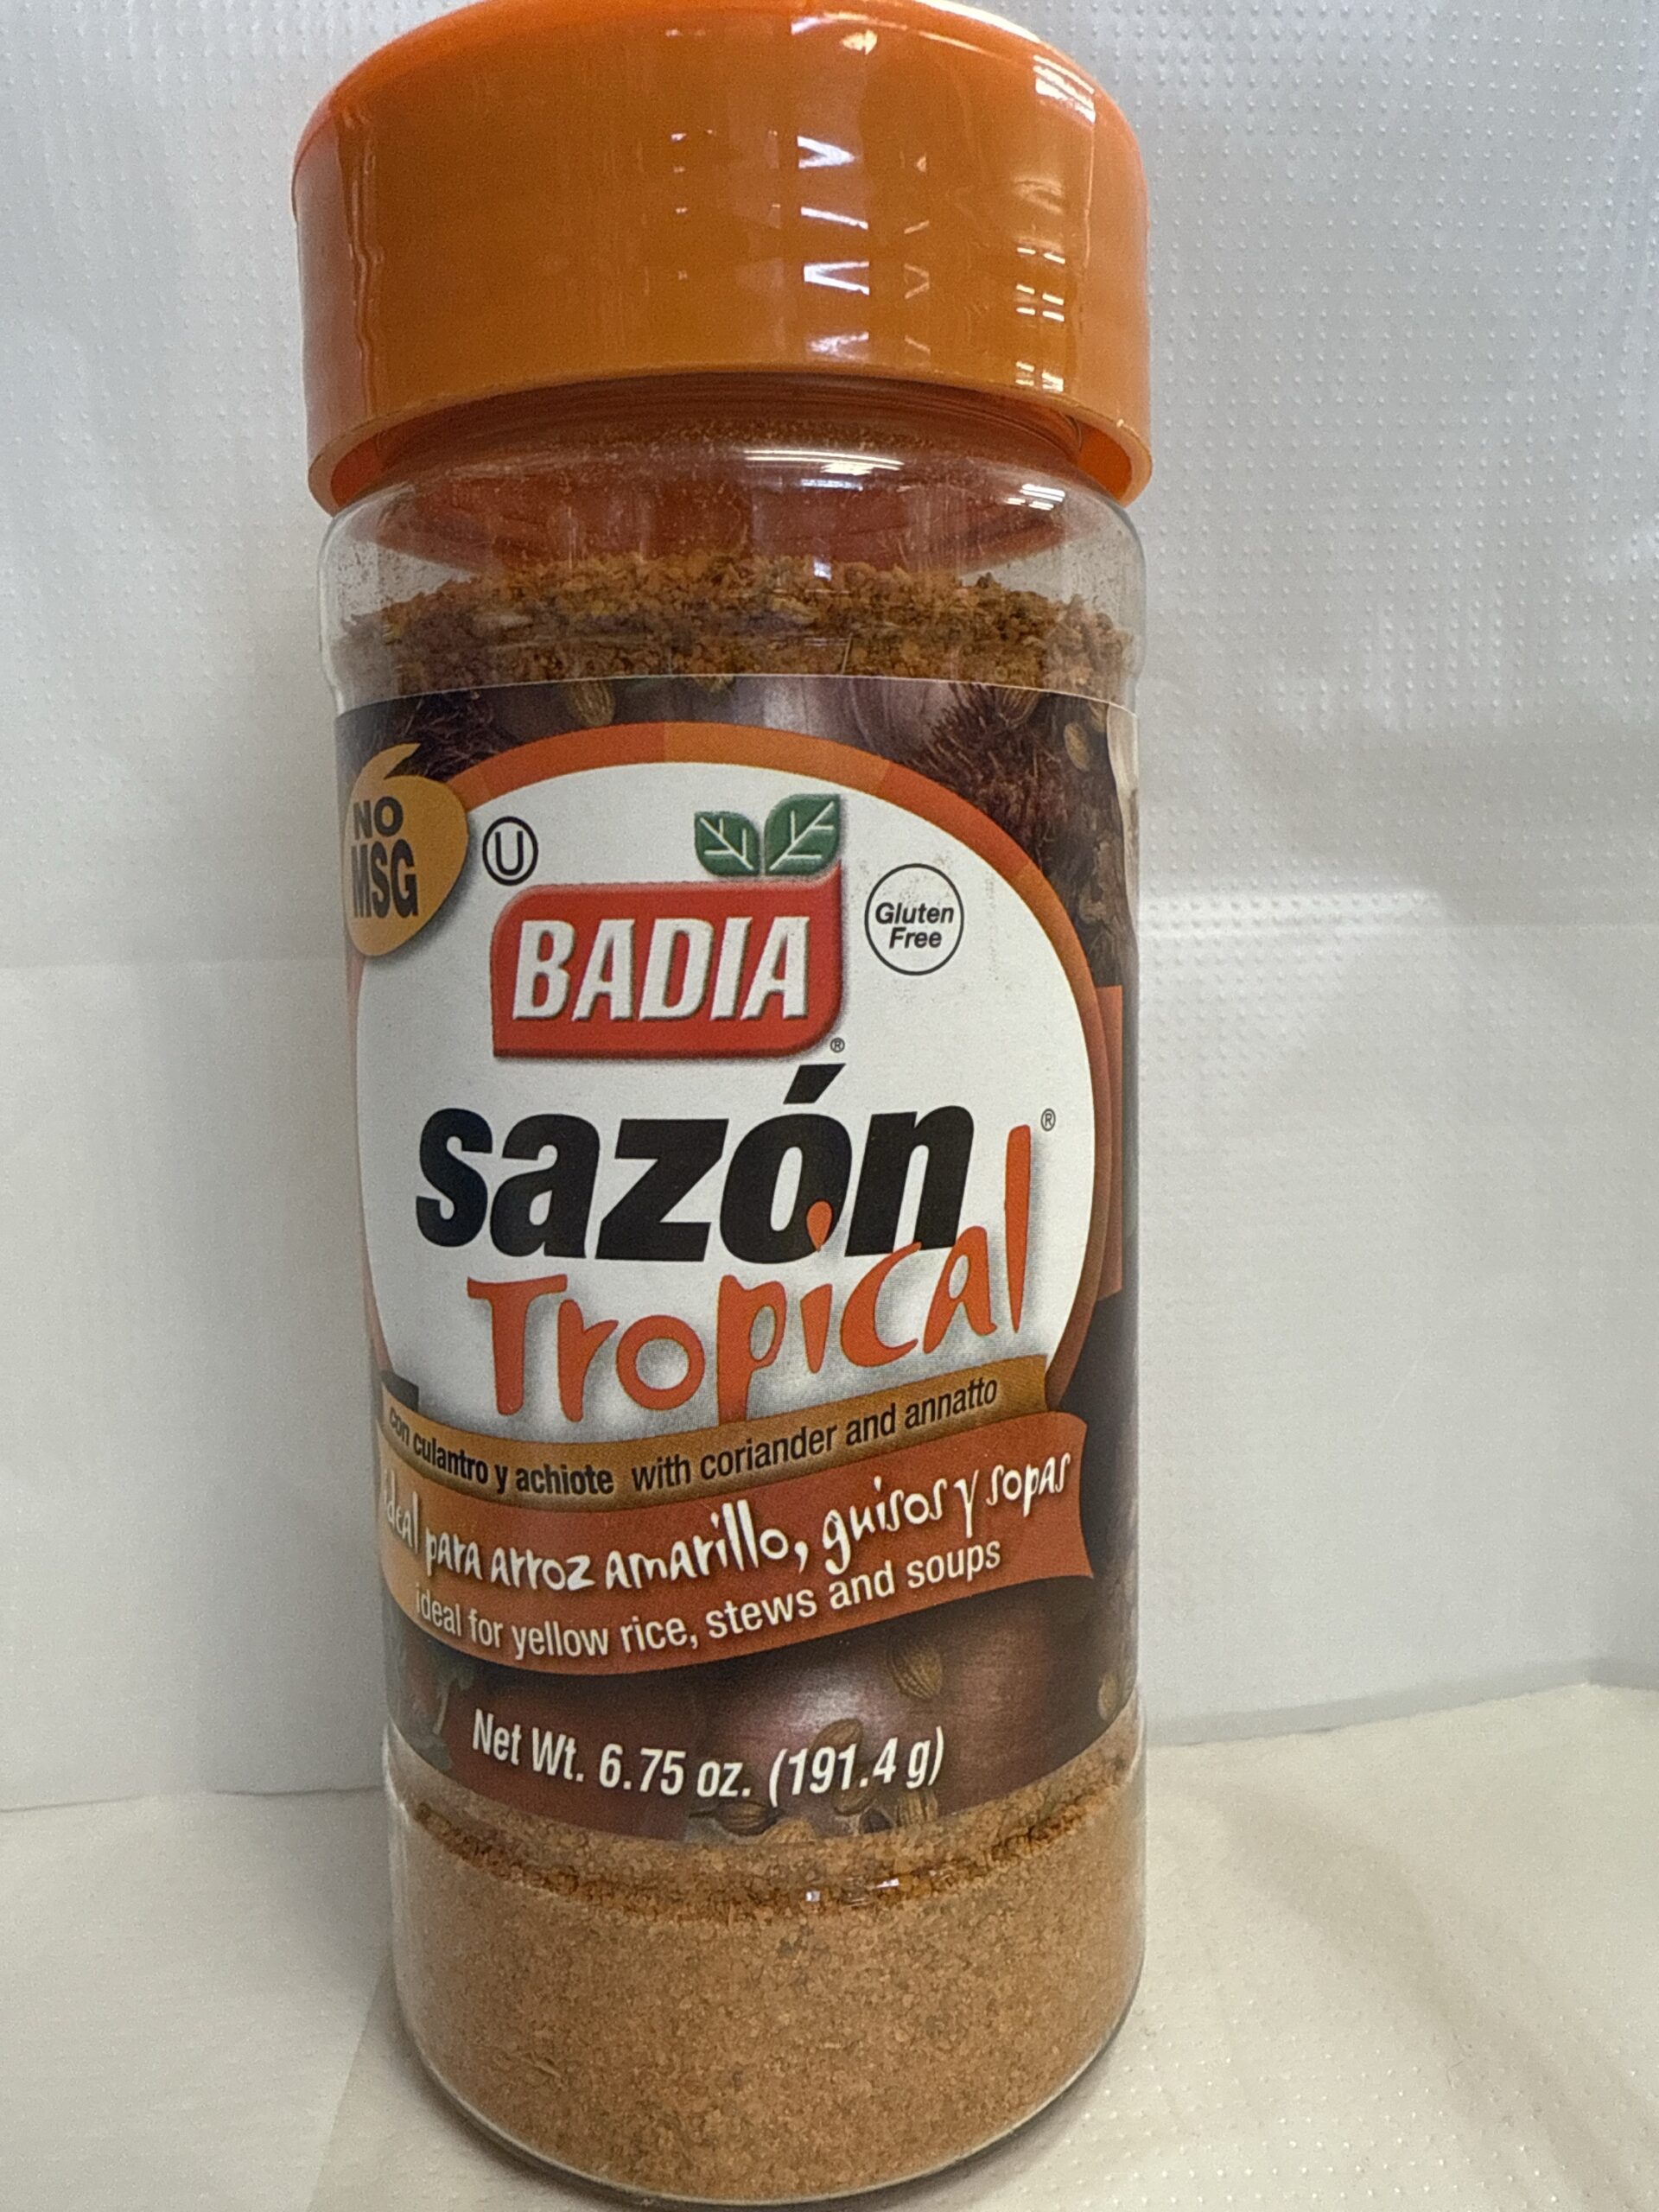 NO
MSG
U
BADIA
®
Gluten
Free
sazón
®
Tropical
con culantro y achiote with coriander and annatto
ideal para arroz amarillo, guisos y sopas
ideal for yellow rice, stews and soups
Net Wt. 6.75 oz. (191.4 g)